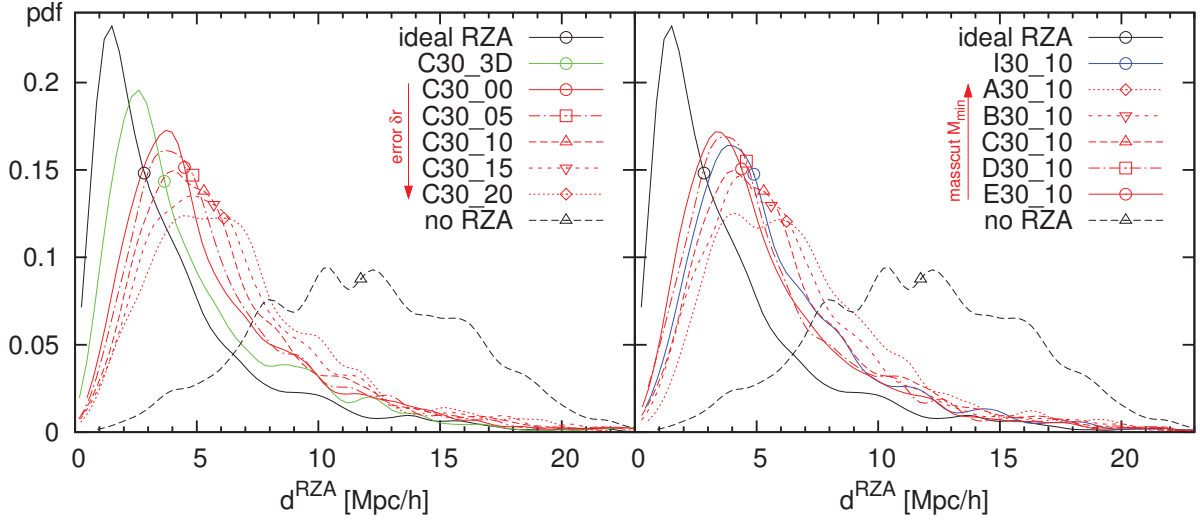 pdf
0.2
0.15
0.1
0.05
0
0 5 10 15 20
d^RZA [Mpc/h]
ideal RZA
C30_3D
C30_00
C30_05
C30_10
C30_15
C30_20
no RZA
error δr
0 5 10 15 20
d^RZA [Mpc/h]
ideal RZA
I30_10
A30_10
B30_10
C30_10
D30_10
E30_10
no RZA
masscut M_min